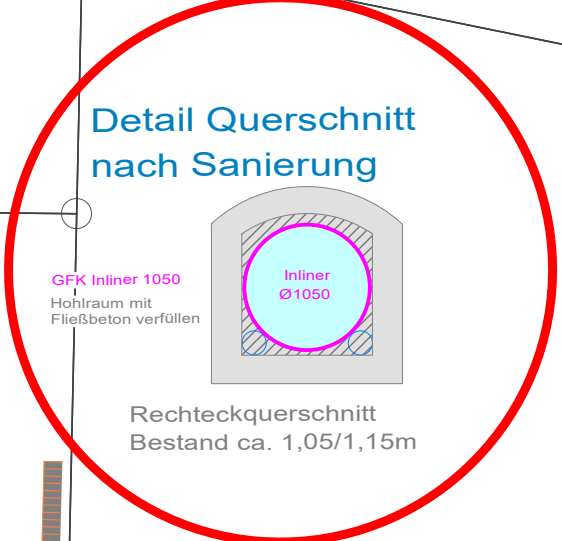 Detail Querschnitt
nach Sanierung
GFK Inliner 1050
Hohlraum mit
Fließbeton verfüllen
Inliner
Ø1050
Rechteckquerschnitt
Bestand ca. 1,05/1,15m